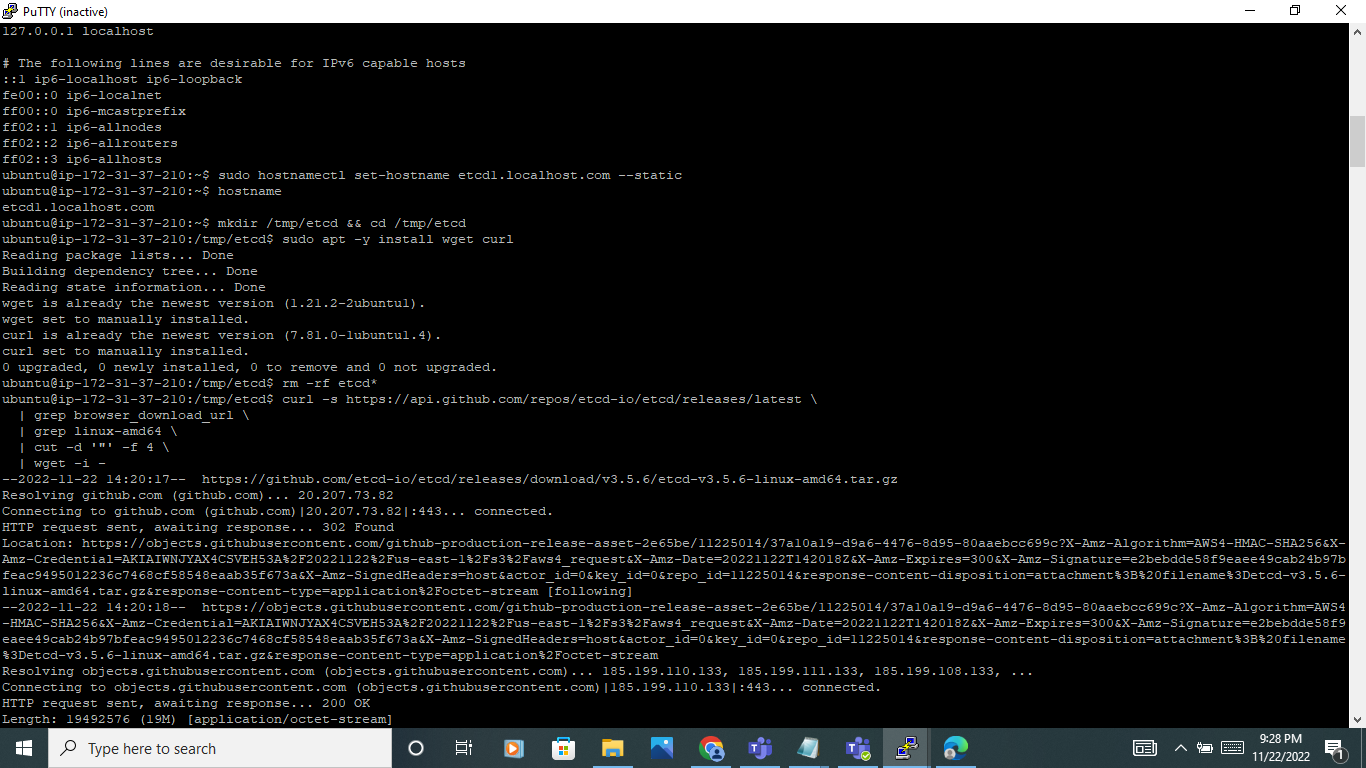 PuTTY (inactive)
127.0.0.1 localhost
# The following lines are desirable for IPv6 capable hosts
::1 ip6-localhost ip6-loopback
fe00::0 ip6-localnet
ff00::0 ip6-mcastprefix
ff02::1 ip6-allnodes
ff02::2 ip6-allrouters
ff02::3 ip6-allhosts
ubuntu@ip-172-31-37-210:~$ sudo hostnamectl set-hostname etcd1.localhost.com --static
ubuntu@ip-172-31-37-210:~$ hostname
etcd1.localhost.com
ubuntu@ip-172-31-37-210:~$ mkdir /tmp/etcd && cd /tmp/etcd
ubuntu@ip-172-31-37-210:/tmp/etcd$ sudo apt -y install wget curl
Reading package lists... Done
Building dependency tree... Done
Reading state information... Done
wget is already the newest version (1.21.2-2ubuntu1).
wget set to manually installed.
curl is already the newest version (7.81.0-1ubuntu1.4).
curl set to manually installed.
0 upgraded, 0 newly installed, 0 to remove and 0 not upgraded.
ubuntu@ip-172-31-37-210:/tmp/etcd$ rm -rf etcd*
ubuntu@ip-172-31-37-210:/tmp/etcd$ curl -s https://api.github.com/repos/etcd-io/etcd/releases/latest \
| grep browser_download_url \
| grep linux-amd64 \
| cut -d '"' -f 4 \
| wget -i -
--2022-11-22 14:20:17--  https://github.com/etcd-io/etcd/releases/download/v3.5.6/etcd-v3.5.6-linux-amd64.tar.gz
Resolving github.com (github.com)... 20.207.73.82
Connecting to github.com (github.com)|20.207.73.82|:443... connected.
HTTP request sent, awaiting response... 302 Found
Location: https://objects.githubusercontent.com/github-production-release-asset-2e65be/11225014/37a10a19-d9a6-4476-8d95-80aaebcc699c?X-Amz-Algorithm=AWS4-HMAC-SHA256&X-
Amz-Credential=AKIAIWNJYAX4CSVEH53A%2F20221122%2Fus-east-1%2Fs3%2Faws4_request&X-Amz-Date=20221122T142018Z&X-Amz-Expires=300&X-Amz-Signature=e2bebdde58f9eaee49cab24b97b
feac9495012236c7468cf58548eaab35f673a&X-Amz-SignedHeaders=host&actor_id=0&key_id=0&repo_id=11225014&response-content-disposition=attachment%3B%20filename%3Detcd-v3.5.6-
linux-amd64.tar.gz&response-content-type=application%2Foctet-stream [following]
--2022-11-22 14:20:18--  https://objects.githubusercontent.com/github-production-release-asset-2e65be/11225014/37a10a19-d9a6-4476-8d95-80aaebcc699c?X-Amz-Algorithm=AWS4
-HMAC-SHA256&X-Amz-Credential=AKIAIWNJYAX4CSVEH53A%2F20221122%2Fus-east-1%2Fs3%2Faws4_request&X-Amz-Date=20221122T142018Z&X-Amz-Expires=300&X-Amz-Signature=e2bebdde58f9
eaee49cab24b97bfeac9495012236c7468cf58548eaab35f673a&X-Amz-SignedHeaders=host&actor_id=0&key_id=0&repo_id=11225014&response-content-disposition=attachment%3B%20filename
%3Detcd-v3.5.6-linux-amd64.tar.gz&response-content-type=application%2Foctet-stream
Resolving objects.githubusercontent.com (objects.githubusercontent.com)... 185.199.110.133, 185.199.111.133, 185.199.108.133, ...
Connecting to objects.githubusercontent.com (objects.githubusercontent.com)|185.199.110.133|:443... connected.
HTTP request sent, awaiting response... 200 OK
Length: 19492576 (19M) [application/octet-stream]
Type here to search
9:28 PM
11/22/2022
1